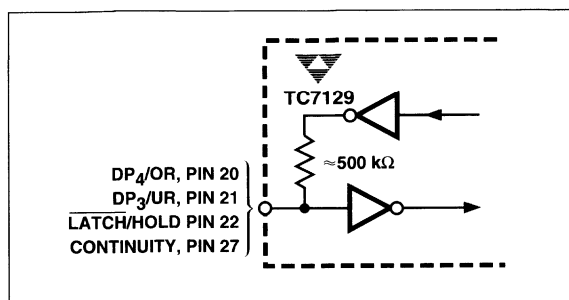 TC7129
≈500 kΩ
DP4/OR, PIN 20
DP3/UR, PIN 21
LATCH/HOLD PIN 22
CONTINUITY, PIN 27